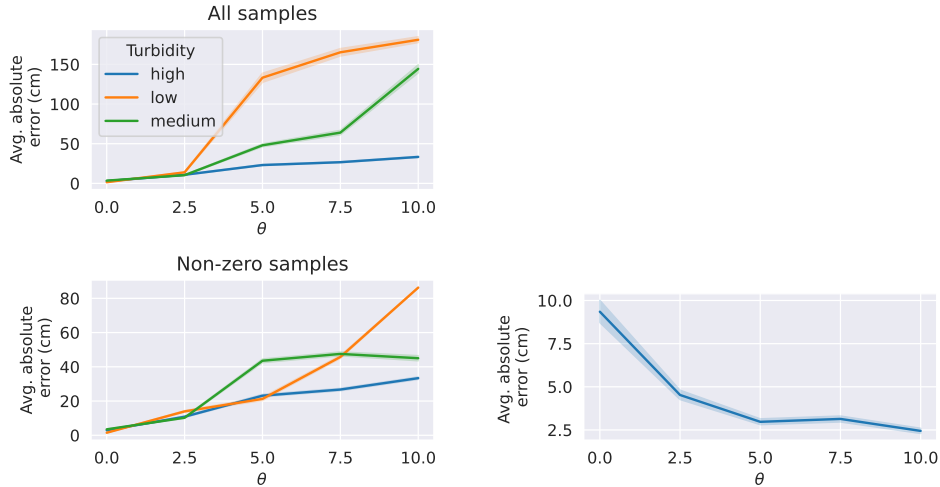 All samples
Avg. absolute
error (cm)
150
100
50
0
Turbidity
high
low
medium
0.0 2.5 5.0 7.5 10.0
θ
Non-zero samples
Avg. absolute
error (cm)
80
60
40
20
0
0.0 2.5 5.0 7.5 10.0
θ
Avg. absolute
error (cm)
10.0
7.5
5.0
2.5
0.0 2.5 5.0 7.5 10.0
θ